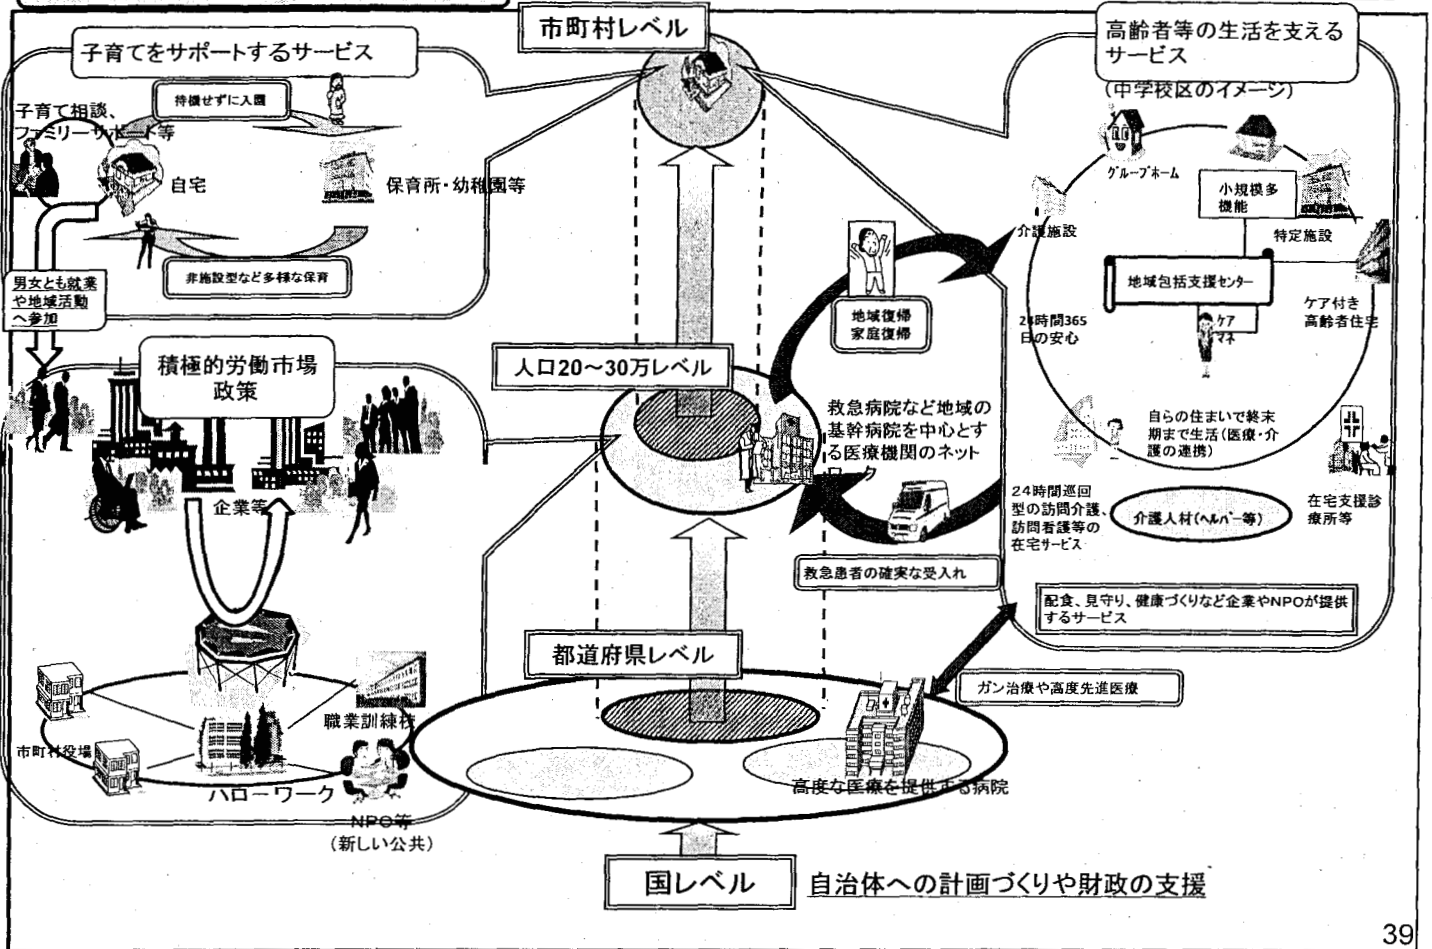 市町村レベル
子育てをサポートするサービス
待機せずに入園
子育て相談、
ファミリーサポート等
自宅
保育所・幼稚園等
非施設型など多様な保育
男女とも就業
や地域活動
へ参加
積極的労働市場
政策
企業等
市町村役場
職業訓練校
ハローワーク
NPO等
(新しい公共)
人口20～30万レベル
地域復帰
家庭復帰
救急病院など地域の
基幹病院を中心とす
る医療機関のネット
ワーク
救急患者の確実な受入れ
都道府県レベル
ガン治療や高度先進医療
高度な医療を提供する病院
国レベル
自治体への計画づくりや財政の支援
高齢者等の生活を支える
サービス
(中学校区のイメージ)
グループホーム
小規模多
機能
介護施設
特定施設
地域包括支援センター
ケア付き
高齢者住宅
24時間365
日の安心
ケア
マネ
自らの住まいで終末
期まで生活(医療・介
護の連携)
24時間巡回
型の訪問介護、
訪問看護等の
在宅サービス
介護人材(ヘルパー等)
在宅支援診
療所等
配食、見守り、健康づくりなど企業やNPOが提供
するサービス
39